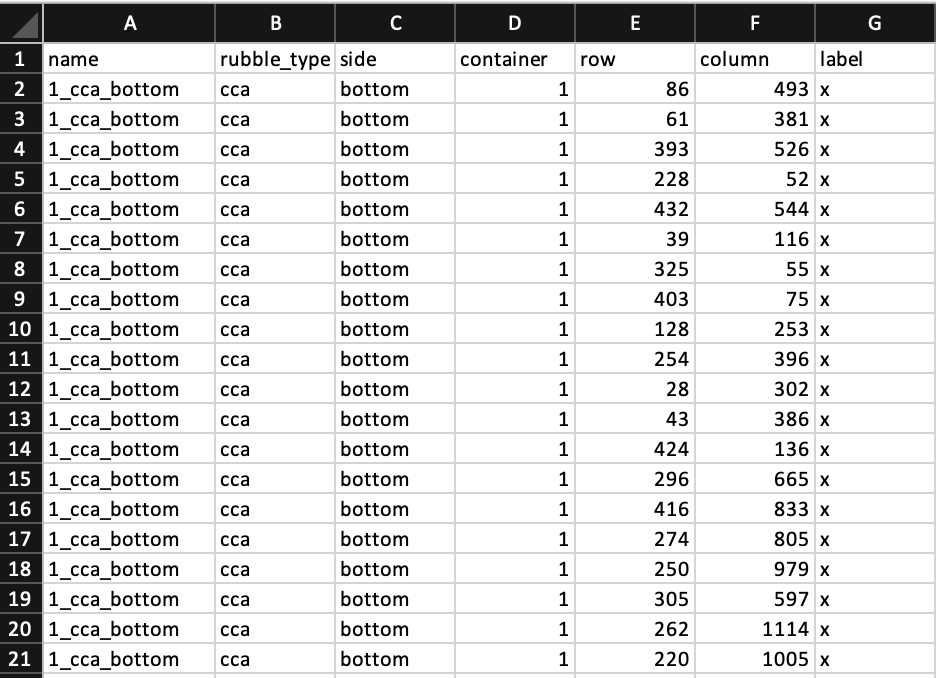 A B C D E F G
1 name rubble_type side container row column label
2 1_cca_bottom cca bottom 1 86 493 x
3 1_cca_bottom cca bottom 1 61 381 x
4 1_cca_bottom cca bottom 1 393 526 x
5 1_cca_bottom cca bottom 1 228 52 x
6 1_cca_bottom cca bottom 1 432 544 x
7 1_cca_bottom cca bottom 1 39 116 x
8 1_cca_bottom cca bottom 1 325 55 x
9 1_cca_bottom cca bottom 1 403 75 x
10 1_cca_bottom cca bottom 1 128 253 x
11 1_cca_bottom cca bottom 1 254 396 x
12 1_cca_bottom cca bottom 1 28 302 x
13 1_cca_bottom cca bottom 1 43 386 x
14 1_cca_bottom cca bottom 1 424 136 x
15 1_cca_bottom cca bottom 1 296 665 x
16 1_cca_bottom cca bottom 1 416 833 x
17 1_cca_bottom cca bottom 1 274 805 x
18 1_cca_bottom cca bottom 1 250 979 x
19 1_cca_bottom cca bottom 1 305 597 x
20 1_cca_bottom cca bottom 1 262 1114 x
21 1_cca_bottom cca bottom 1 220 1005 x